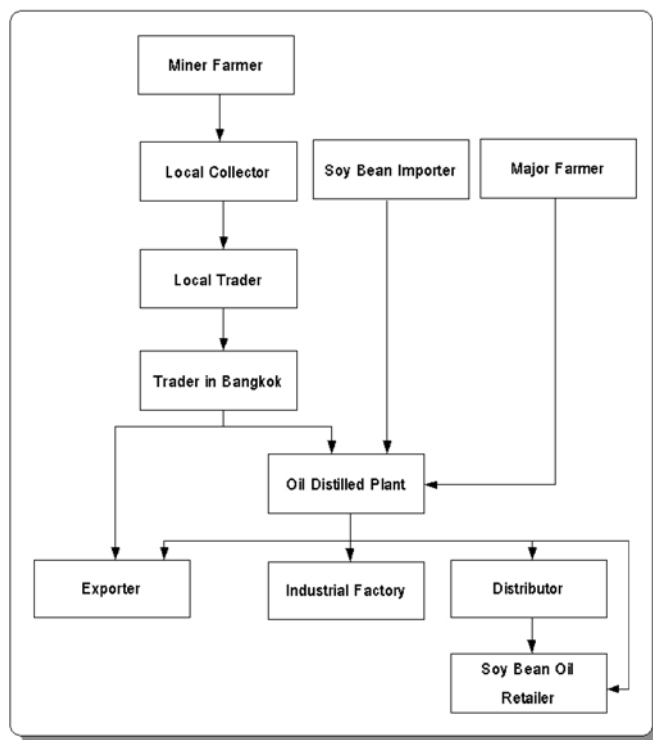 Miner Farmer
Local Collector
Soy Bean Importer
Major Farmer
Local Trader
Trader in Bangkok
Oil Distilled Plant
Exporter
Industrial Factory
Distributor
Soy Bean Oil
Retailer